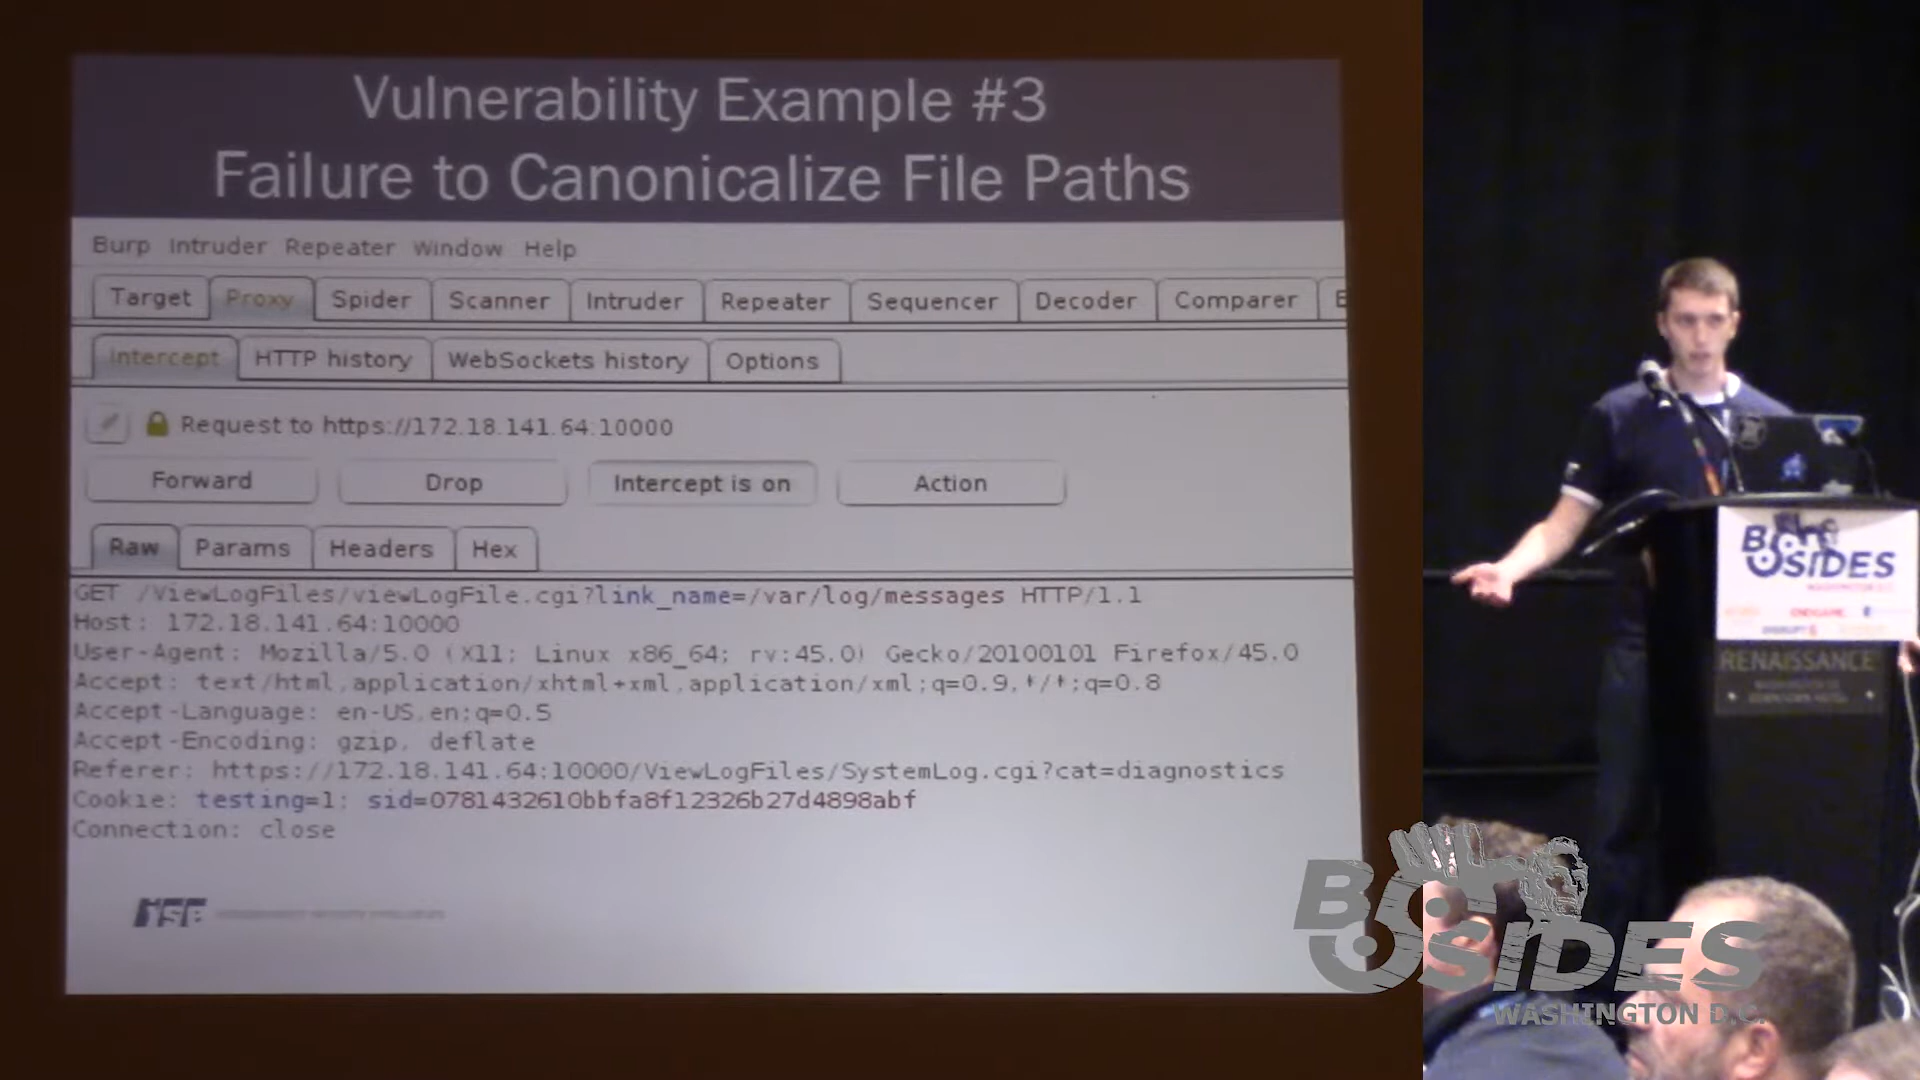 Vulnerability Example #3
Failure to Canonicalize File Paths
Burp Intruder Repeater Window Help
Target Proxy Spider Scanner Intruder Repeater Sequencer Decoder Comparer
Intercept HTTP history WebSockets history Options
Request to https://172.18.141.64:10000
Forward Drop Intercept is on Action
Raw Params Headers Hex
GET /ViewLogFiles/viewLogFile.cgi?link_name=/var/log/messages HTTP/1.1
Host: 172.18.141.64:10000
User-Agent: Mozilla/5.0 (X11; Linux x86_64; rv:45.0) Gecko/20100101 Firefox/45.0
Accept: text/html,application/xhtml+xml,application/xml;q=0.9,*/*;q=0.8
Accept-Language: en-US,en;q=0.5
Accept-Encoding: gzip, deflate
Referer: https://172.18.141.64:10000/ViewLogFiles/SystemLog.cgi?cat=diagnostics
Cookie: testing=1; sid=0781432610bbfa8f12326b27d4898abf
Connection: close
ise
BSIDES
RENAISSANCE
BSIDES
WASHINGTON D.C.